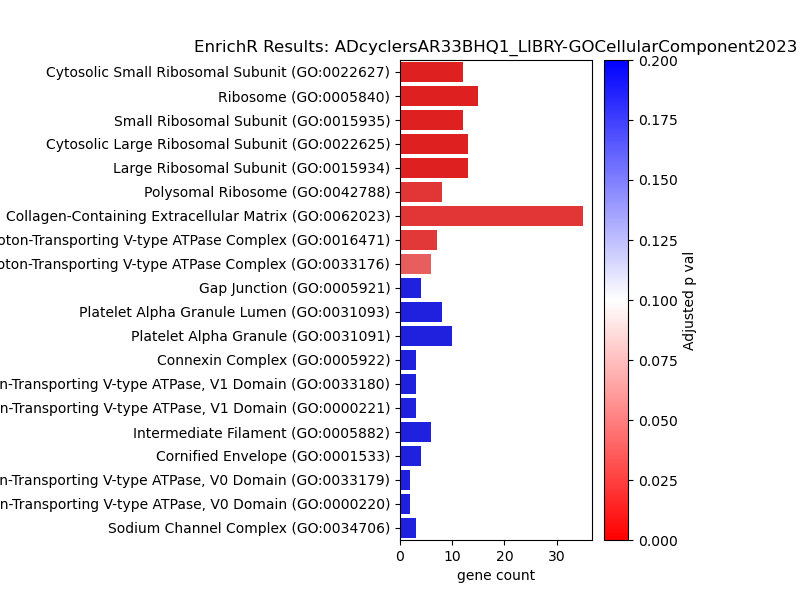 EnrichR Results: ADcyclersAR33BHQ1_LIBRY-GOCellularComponent2023
Cytosolic Small Ribosomal Subunit (GO:0022627)
Ribosome (GO:0005840)
Small Ribosomal Subunit (GO:0015935)
Cytosolic Large Ribosomal Subunit (GO:0022625)
Large Ribosomal Subunit (GO:0015934)
Polysomal Ribosome (GO:0042788)
Collagen-Containing Extracellular Matrix (GO:0062023)
oton-Transporting V-type ATPase Complex (GO:0016471)
oton-Transporting V-type ATPase Complex (GO:0033176)
Gap Junction (GO:0005921)
Platelet Alpha Granule Lumen (GO:0031093)
Platelet Alpha Granule (GO:0031091)
Connexin Complex (GO:0005922)
n-Transporting V-type ATPase, V1 Domain (GO:0033180)
n-Transporting V-type ATPase, V1 Domain (GO:0000221)
Intermediate Filament (GO:0005882)
Cornified Envelope (GO:0001533)
n-Transporting V-type ATPase, V0 Domain (GO:0033179)
n-Transporting V-type ATPase, V0 Domain (GO:0000220)
Sodium Channel Complex (GO:0034706)
0 10 20 30
gene count
0.200
0.175
0.150
0.125
0.100
0.075
0.050
0.025
0.000
Adjusted p val